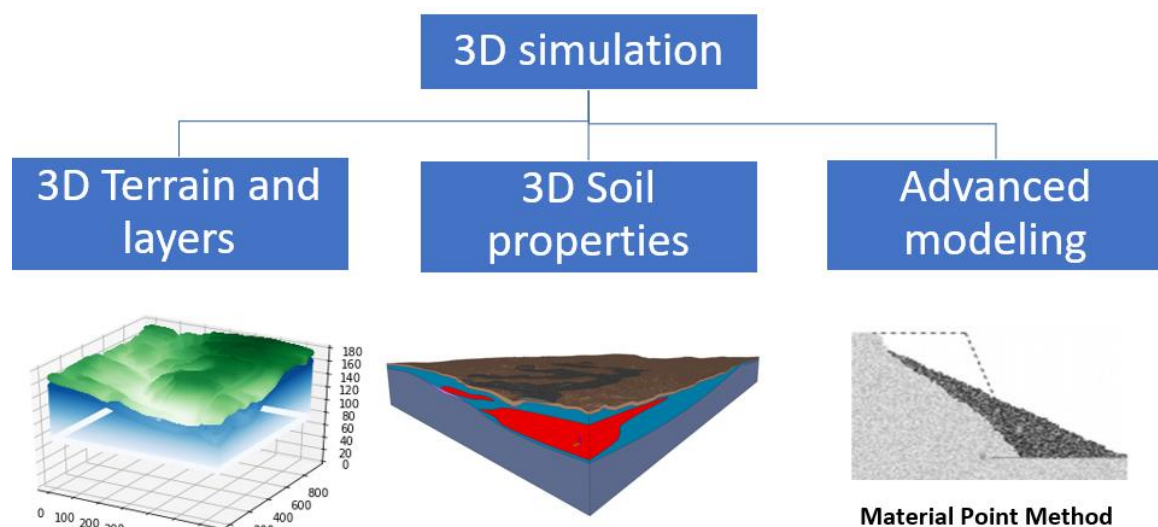 3D simulation
3D Terrain and
layers
3D Soil
properties
Advanced
modeling
180
160
140
120
100
80
60
40
20
0
800
600
400
0 100 200
Material Point Method